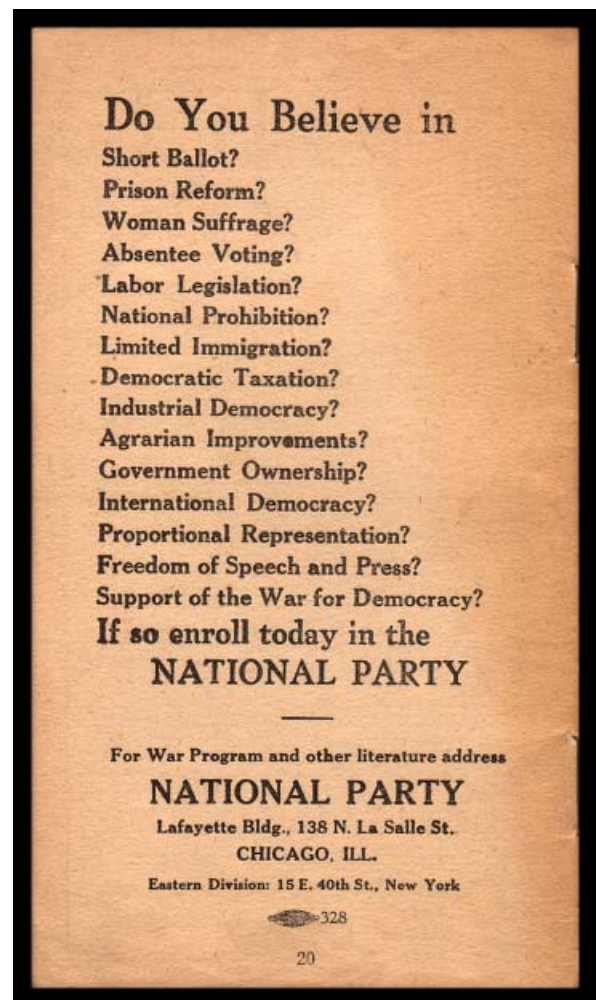 Do You Believe in
Short Ballot?
Prison Reform?
Woman Suffrage?
Absentee Voting?
Labor Legislation?
National Prohibition?
Limited Immigration?
Democratic Taxation?
Industrial Democracy?
Agrarian Improvements?
Government Ownership?
International Democracy?
Proportional Representation?
Freedom of Speech and Press?
Support of the War for Democracy?
If so enroll today in the
NATIONAL PARTY
For War Program and other literature address
NATIONAL PARTY
Lafayette Bldg., 138 N. La Salle St.
CHICAGO, ILL.
Eastern Division: 15 E. 40th St., New York
328
20